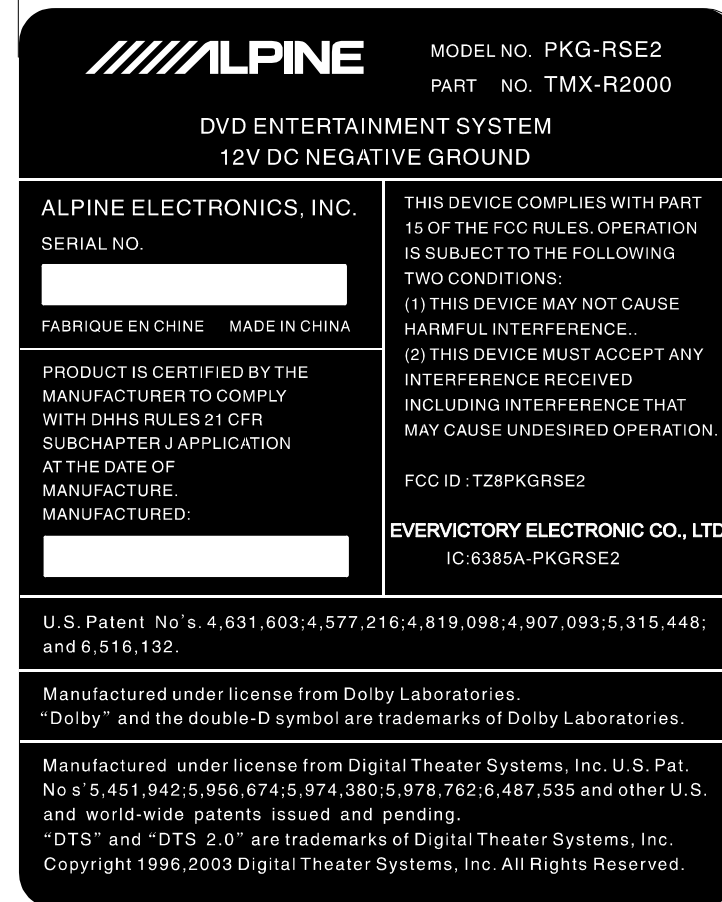 ALPINE
MODEL NO. PKG-RSE2
PART NO. TMX-R2000
DVD ENTERTAINMENT SYSTEM
12V DC NEGATIVE GROUND
ALPINE ELECTRONICS, INC.
SERIAL NO.
FABRIQUE EN CHINE MADE IN CHINA
PRODUCT IS CERTIFIED BY THE
MANUFACTURER TO COMPLY
WITH DHHS RULES 21 CFR
SUBCHAPTER J APPLICATION
AT THE DATE OF
MANUFACTURE.
MANUFACTURED:
THIS DEVICE COMPLIES WITH PART
15 OF THE FCC RULES. OPERATION
IS SUBJECT TO THE FOLLOWING
TWO CONDITIONS:
(1) THIS DEVICE MAY NOT CAUSE
HARMFUL INTERFERENCE..
(2) THIS DEVICE MUST ACCEPT ANY
INTERFERENCE RECEIVED
INCLUDING INTERFERENCE THAT
MAY CAUSE UNDESIRED OPERATION.
FCC ID : TZ8PKGRSE2
EVERVICTORY ELECTRONIC CO., LTD
IC:6385A-PKGRSE2
U.S. Patent No's. 4,631,603;4,577,216;4,819,098;4,907,093;5,315,448;
and 6,516,132.
Manufactured under license from Dolby Laboratories.
“Dolby” and the double-D symbol are trademarks of Dolby Laboratories.
Manufactured under license from Digital Theater Systems, Inc. U.S. Pat.
No s' 5,451,942;5,956,674;5,974,380;5,978,762;6,487,535 and other U.S.
and world-wide patents issued and pending.
“DTS” and “DTS 2.0” are trademarks of Digital Theater Systems, Inc.
Copyright 1996,2003 Digital Theater Systems, Inc. All Rights Reserved.